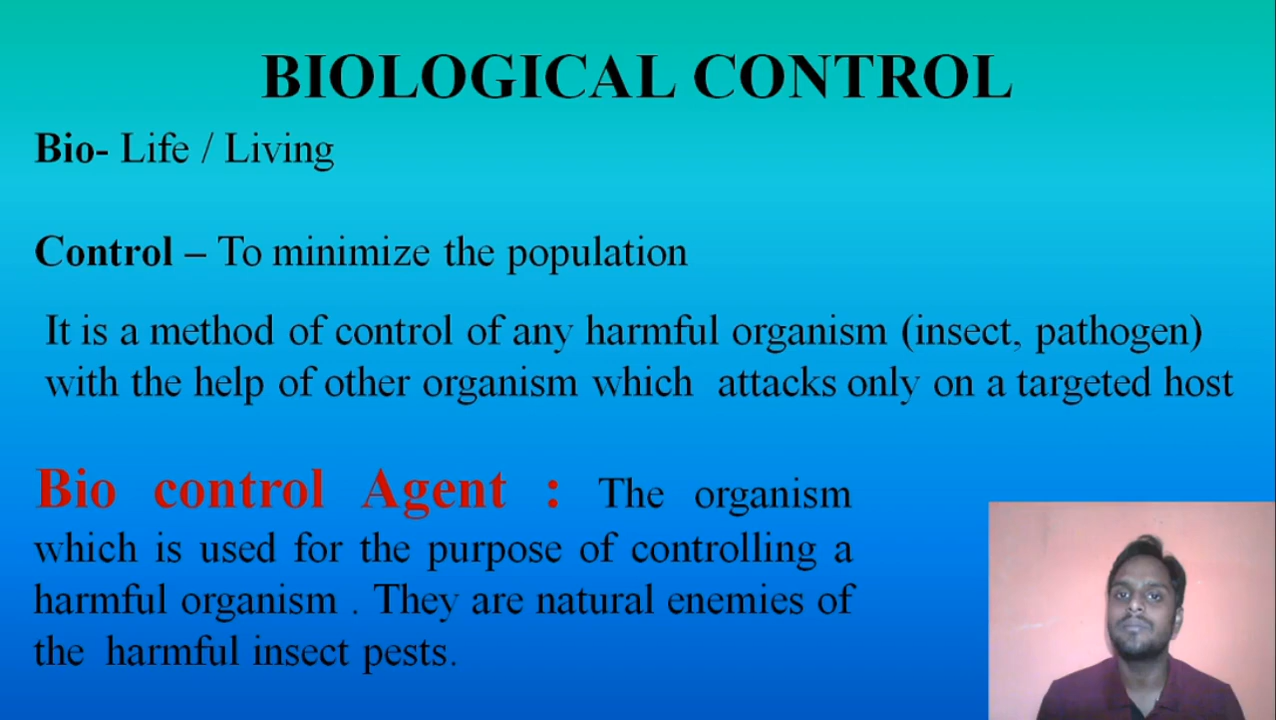 BIOLOGICAL CONTROL
Bio- Life / Living
Control – To minimize the population
It is a method of control of any harmful organism (insect, pathogen)
with the help of other organism which attacks only on a targeted host
Bio control Agent : The organism
which is used for the purpose of controlling a
harmful organism . They are natural enemies of
the harmful insect pests.